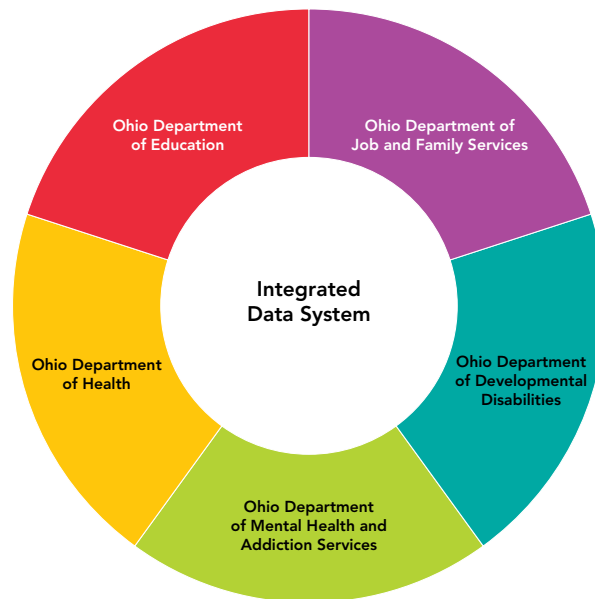 Ohio Department
of Education
Ohio Department of
Job and Family Services
Integrated
Data System
Ohio Department
of Health
Ohio Department
of Developmental
Disabilities
Ohio Department
of Mental Health and
Addiction Services